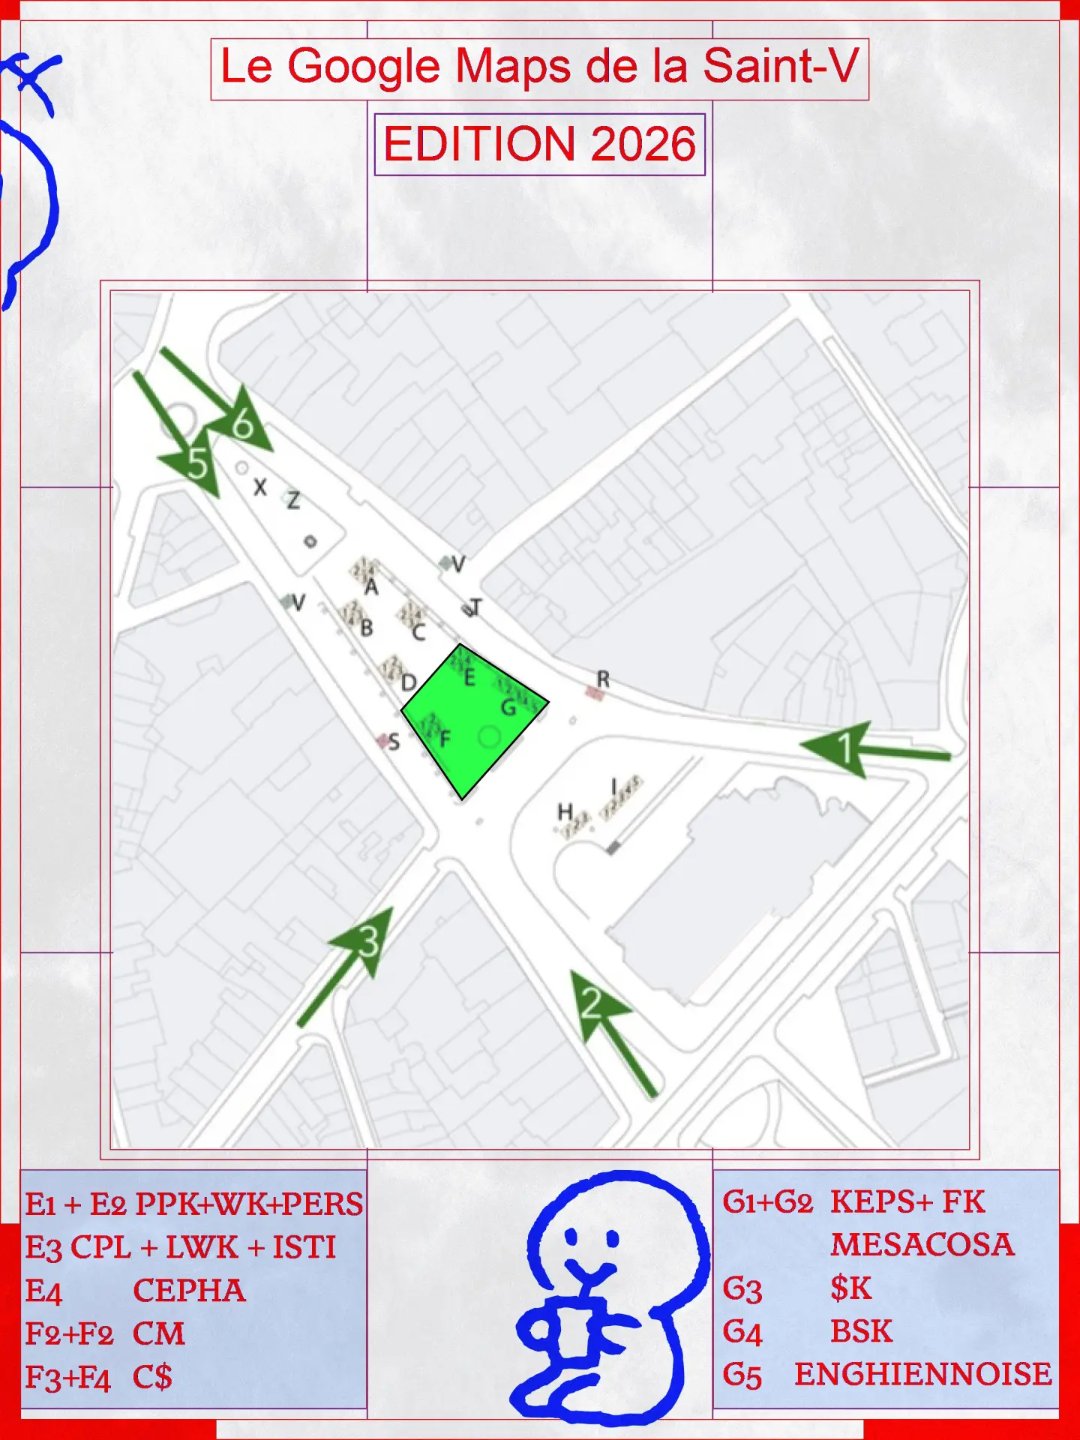 Le Google Maps de la Saint-V
EDITION 2026
6
5
X
Z
V
A
T
V
B
C
D
E
R
G
S
F
1
I
H
3
2
E1 + E2 PPK+WK+PERS
E3 CPL + LWK + ISTI
E4 CEPHA
F2+F2 CM
F3+F4 C$
G1+G2 KEPS+ FK
MESACOSA
G3 $K
G4 BSK
G5 ENGHIENNOISE